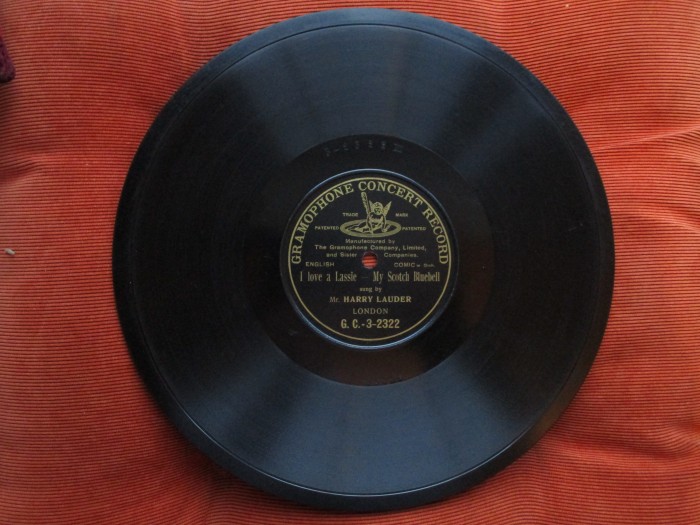 GRAMOPHONE CONCERT RECORD
TRADE MARK
PATENTED PATENTED
Manufactured by
The Gramophone Company, Limited,
and Sister Companies.
ENGLISH COMIC
I love a Lassie — My Scotch Bluebell
sung by
Mr. HARRY LAUDER
LONDON
G. C.-3-2322